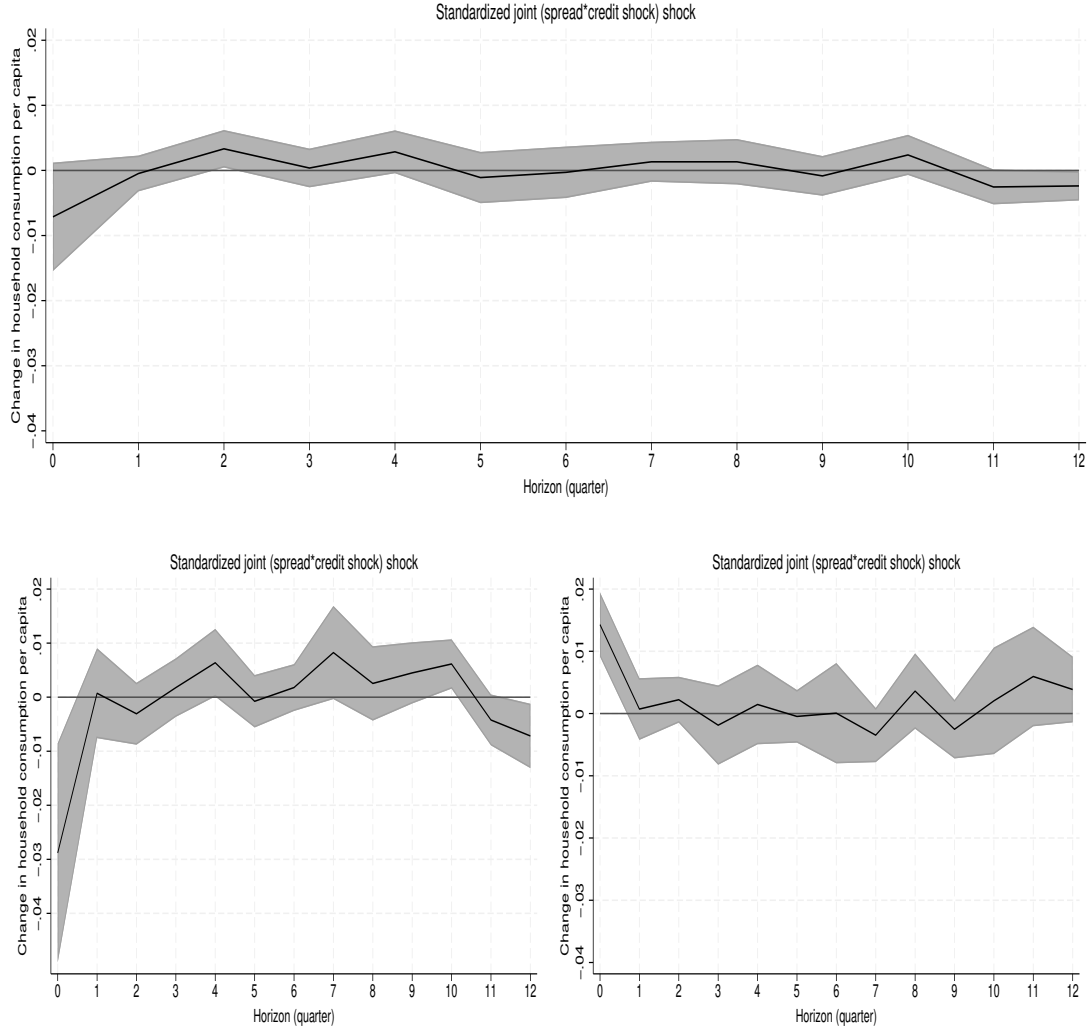 Standardized joint (spread*credit shock) shock
Change in household consumption per capita
.02
.01
0
-.01
-.02
-.03
-.04
0 1 2 3 4 5 6 7 8 9 10 11 12
Horizon (quarter)
Standardized joint (spread*credit shock) shock
Change in household consumption per capita
.02
.01
0
-.01
-.02
-.03
-.04
0 1 2 3 4 5 6 7 8 9 10 11 12
Horizon (quarter)
Standardized joint (spread*credit shock) shock
Change in household consumption per capita
.02
.01
0
-.01
-.02
-.03
-.04
0 1 2 3 4 5 6 7 8 9 10 11 12
Horizon (quarter)